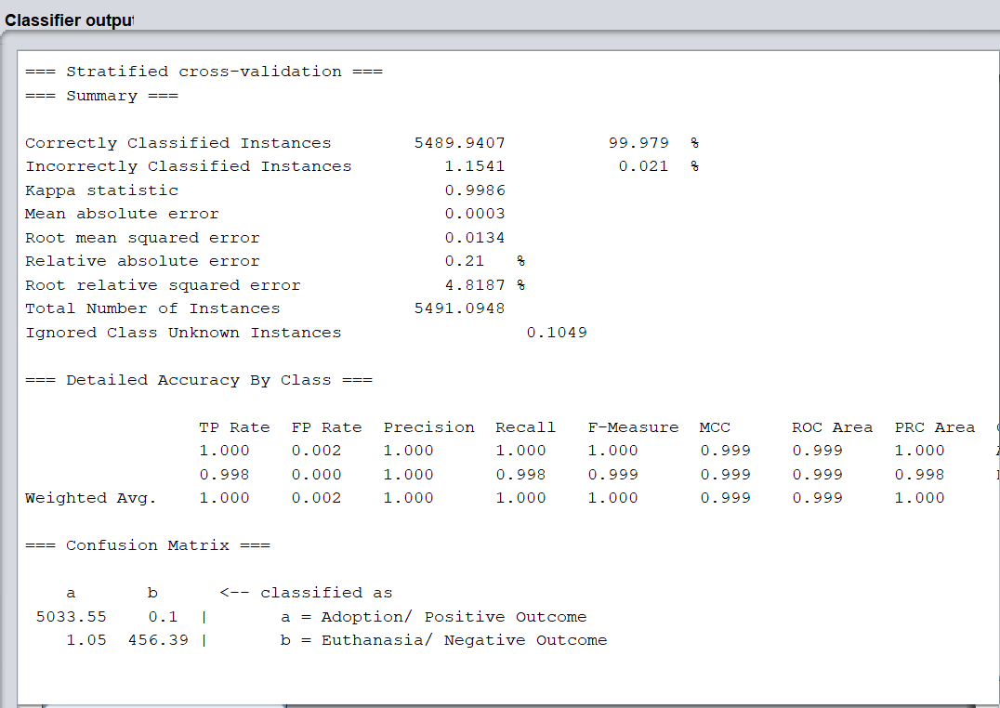 Classifier output
=== Stratified cross-validation ===
=== Summary ===
Correctly Classified Instances 5489.9407 99.979 %
Incorrectly Classified Instances 1.1541 0.021 %
Kappa statistic 0.9986
Mean absolute error 0.0003
Root mean squared error 0.0134
Relative absolute error 0.21 %
Root relative squared error 4.8187 %
Total Number of Instances 5491.0948
Ignored Class Unknown Instances 0.1049
=== Detailed Accuracy By Class ===
TP Rate FP Rate Precision Recall F-Measure MCC ROC Area PRC Area
1.000 0.002 1.000 1.000 1.000 0.999 0.999 1.000
0.998 0.000 1.000 0.998 0.999 0.999 0.999 0.998
Weighted Avg. 1.000 0.002 1.000 1.000 1.000 0.999 0.999 1.000
=== Confusion Matrix ===
a b <-- classified as
5033.55 0.1 | a = Adoption/ Positive Outcome
1.05 456.39 | b = Euthanasia/ Negative Outcome